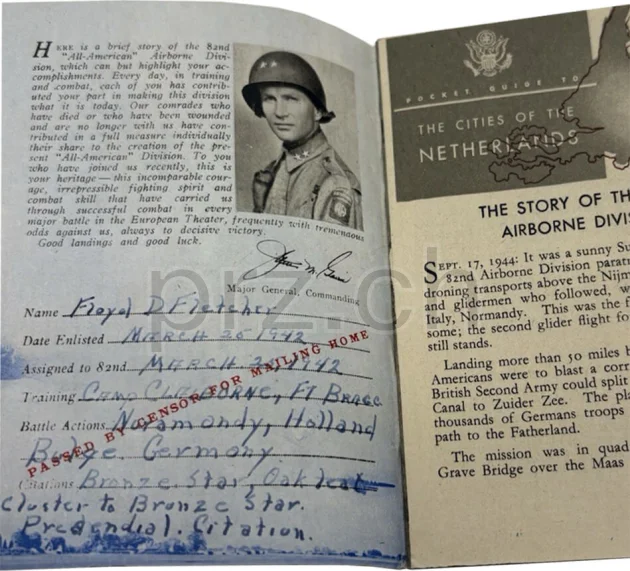 HERE is a brief story of the 82nd
"All-American" Airborne Divi-
sion, which can but highlight your ac-
complishments. Every day, in training
and combat, each of you has contrib-
uted your part in making this division
what it is today. Our comrades who
have died or who have been wounded
and are no longer with us have con-
tributed in a full measure individually
their share to the creation of the pre-
sent "All-American" Division. To you
who have joined us recently, this is
your heritage — this incomparable cour-
age, irrepressible fighting spirit and
combat skill that have carried us
through successful combat in every
major battle in the European Theater, frequently with tremendous
odds against us, always to decisive victory.
Good landings and good luck.
Major General, Commanding
Name Floyd D Fletcher
Date Enlisted MARCH 25 1942
Assigned to 82nd MARCH 1942
Training CAMP CLAIBORNE, FT BRAGG
Battle Actions Normandy, Holland
Bulge Germany
Citations Bronze Star, Oak leaf
Cluster to Bronze Star.
Predendial. Citation.
PASSED BY CENSOR FOR MAILING HOME
POCKET GUIDE TO
THE CITIES OF THE
NETHERLANDS
THE STORY OF TH
AIRBORNE DIVIS
SEPT. 17, 1944: It was a sunny Su
82nd Airborne Division paratr
droning transports above the Nijm
and glidermen who followed, w
Italy, Normandy. This was the f
some; the second glider flight fo
still stands.
Landing more than 50 miles b
Americans were to blast a corr
British Second Army could split
Canal to Zuider Zee. The pla
thousands of Germans troops
path to the Fatherland.
The mission was in quad
Grave Bridge over the Maas